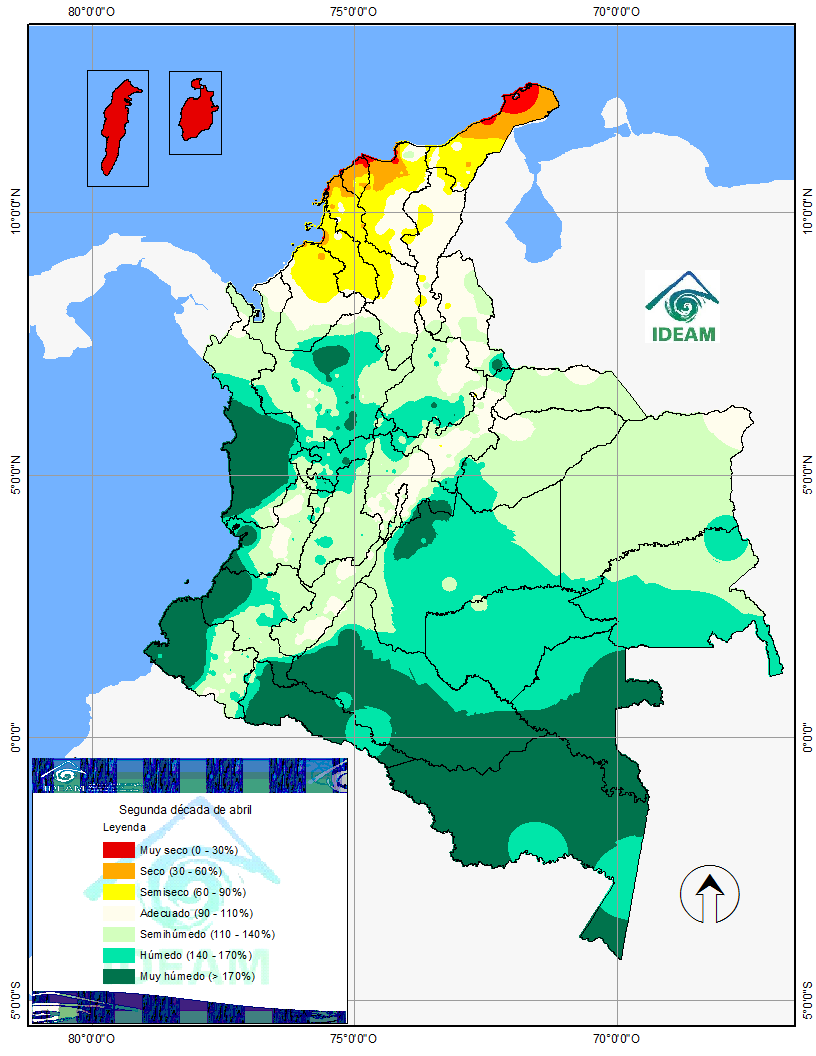 80°0'0"O 75°0'0"O 70°0'0"O
10°0'0"N 10°0'0"N
IDEAM
5°0'0"N 5°0'0"N
0°0'0" 0°0'0"
IDEAM
Segunda década de abril
Leyenda
Muy seco (0 - 30%)
Seco (30 - 60%)
Semiseco (60 - 90%)
Adecuado (90 - 110%)
Semihúmedo (110 - 140%)
Húmedo (140 - 170%)
IDEAM
Muy húmedo (> 170%)
5°0'0"S 5°0'0"S
80°0'0"O 75°0'0"O 70°0'0"O